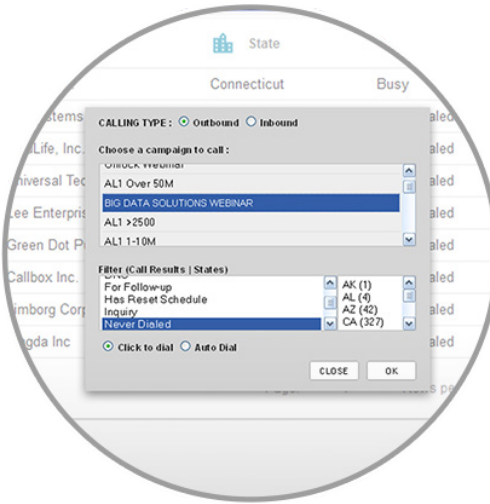 State
Connecticut Busy
CALLING TYPE : Outbound Inbound
Choose a campaign to call :
Unlock Webinar
AL1 Over 50M
BIG DATA SOLUTIONS WEBINAR
AL1 >2500
AL1 1-10M
Filter (Call Results | States)
DNC
For Follow-up
Has Reset Schedule
Inquiry
Never Dialed
AK (1)
AL (4)
AZ (42)
CA (327)
Click to dial Auto Dial
CLOSE OK
Life, Inc.
Lee Enterpris
Green Dot P
Callbox Inc.